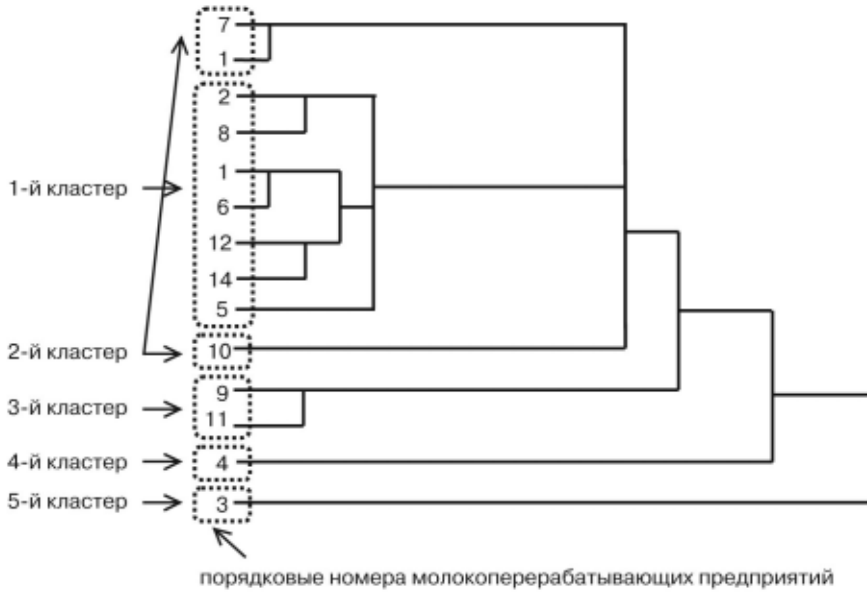 7
1
2
8
1-й кластер
1
6
12
14
5
2-й кластер
10
9
3-й кластер
11
4-й кластер
4
5-й кластер
3
порядковые номера молокоперерабатывающих предприятий